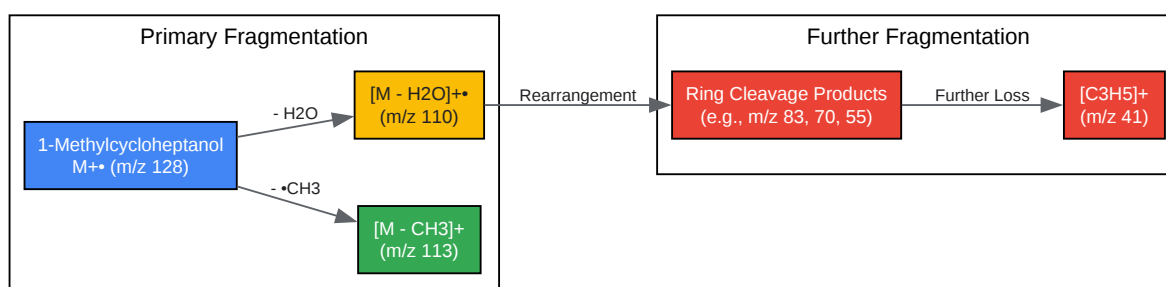 Primary Fragmentation
1-Methylcycloheptanol
M+• (m/z 128)
- H2O
- •CH3
[M - H2O]+•
(m/z 110)
[M - CH3]+
(m/z 113)
Rearrangement
Further Fragmentation
Ring Cleavage Products
(e.g., m/z 83, 70, 55)
Further Loss
[C3H5]+
(m/z 41)